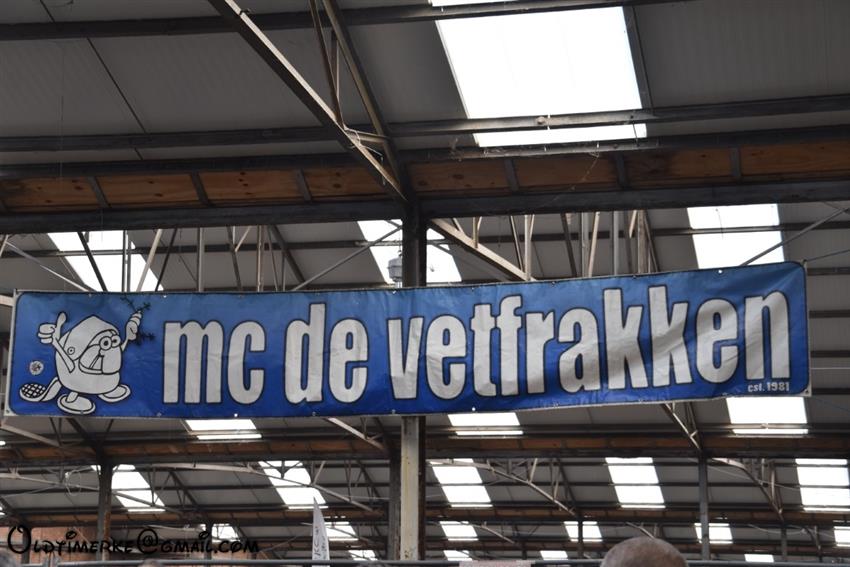 mc de vetfrakken
est. 1981
Oldtimerke@gmail.com